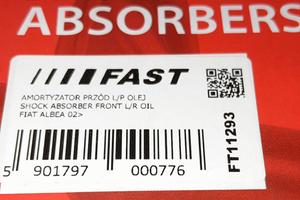 ABSORBERS
FAST
AMORTYZATOR PRZÓD L/P OLEJ
SHOCK ABSORBER FRONT L/R OIL
FIAT ALBEA 02>
FT11293
5 901797 000776